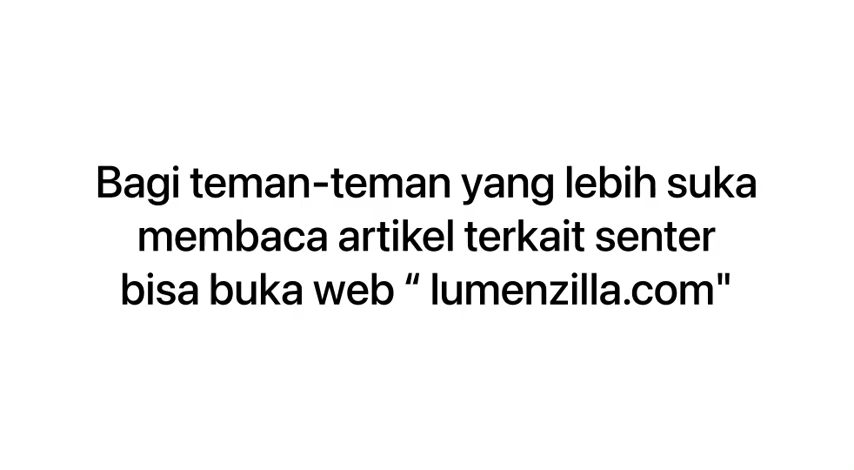 Bagi teman-teman yang lebih suka
membaca artikel terkait senter
bisa buka web “ lumenzilla.com"